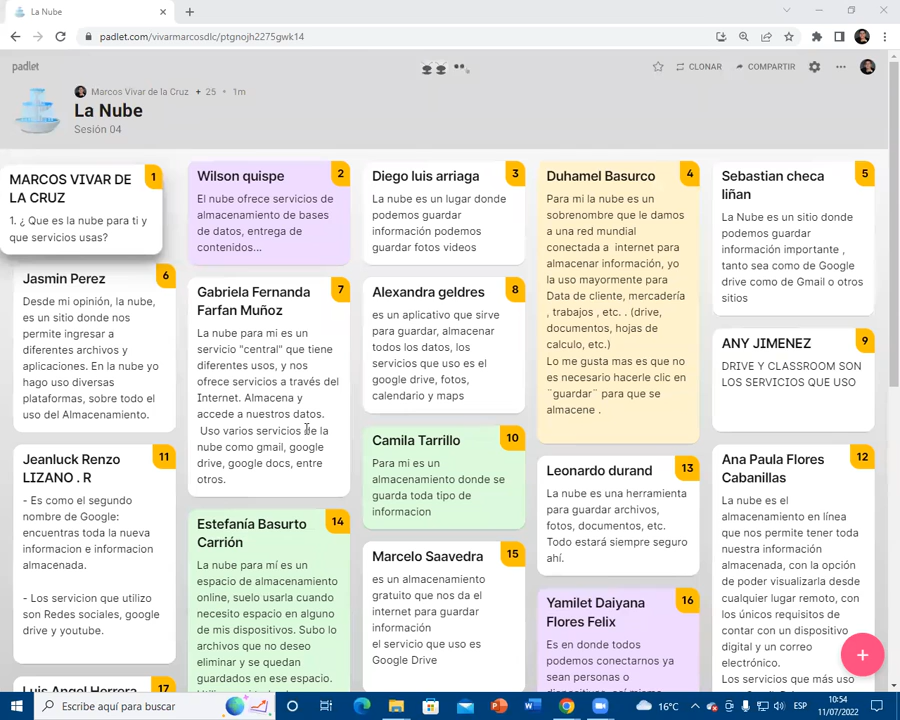 La Nube
padlet.com/vivarmarcosdlc/ptgnojh2275gwk14
padlet
CLONAR
COMPARTIR
Marcos Vivar de la Cruz + 25 • 1m
La Nube
Sesión 04
MARCOS VIVAR DE
LA CRUZ
1
1. ¿ Que es la nube para ti y
que servicios usas?
Wilson quispe
2
El nube ofrece servicios de
almacenamiento de bases
de datos, entrega de
contenidos...
Diego luis arriaga
3
La nube es un lugar donde
podemos guardar
información podemos
guardar fotos videos
Duhamel Basurco
4
Para mi la nube es un
sobrenombre que le damos
a una red mundial
conectada a internet para
almacenar información, yo
la uso mayormente para
Data de cliente, mercadería
, trabajos , etc. . (drive,
documentos, hojas de
calculo, etc.)
Lo me gusta mas es que no
es necesario hacerle clic en
¨guardar¨ para que se
almacene .
Sebastian checa
liñan
5
La Nube es un sitio donde
podemos guardar
información importante ,
tanto sea como de Google
drive como de Gmail o otros
sitios
Jasmin Perez
6
Desde mi opinión, la nube,
es un sitio donde nos
permite ingresar a
diferentes archivos y
aplicaciones. En la nube yo
hago uso diversas
plataformas, sobre todo el
uso del Almacenamiento.
Gabriela Fernanda
Farfan Muñoz
7
La nube para mi es un
servicio "central" que tiene
diferentes usos, y nos
ofrece servicios a través del
Internet. Almacena y
accede a nuestros datos.
Uso varios servicios de la
nube como gmail, google
drive, google docs, entre
otros.
Alexandra geldres
8
es un aplicativo que sirve
para guardar, almacenar
todos los datos, los
servicios que uso es el
google drive, fotos,
calendario y maps
ANY JIMENEZ
9
DRIVE Y CLASSROOM SON
LOS SERVICIOS QUE USO
Camila Tarrillo
10
Para mi es un
almacenamiento donde se
guarda toda tipo de
informacion
Jeanluck Renzo
LIZANO . R
11
- Es como el segundo
nombre de Google:
encuentras toda la nueva
informacion e informacion
almacenada.
- Los servicion que utilizo
son Redes sociales, google
drive y youtube.
Ana Paula Flores
Cabanillas
12
La nube es el
almacenamiento en línea
que nos permite tener toda
nuestra información
almacenada, con la opción
de poder visualizarla desde
cualquier lugar remoto, con
los únicos requisitos de
contar con un dispositivo
digital y un correo
electrónico.
Los servicios que más uso
Leonardo durand
13
La nube es una herramienta
para guardar archivos,
fotos, documentos, etc.
Todo estará siempre seguro
ahí.
Estefanía Basurto
Carrión
14
La nube para mí es un
espacio de almacenamiento
online, suelo usarla cuando
necesito espacio en alguno
de mis dispositivos. Subo lo
archivos que no deseo
eliminar y se quedan
guardados en ese espacio.
Marcelo Saavedra
15
es un almacenamiento
gratuito que nos da el
internet para guardar
información
el servicio que uso es
Google Drive
Yamilet Daiyana
Flores Felix
16
Es en donde todos
podemos conectarnos ya
sean personas o
Luis Angel Herrera
17
Escribe aquí para buscar
16°C
ESP
10:54
11/07/2022